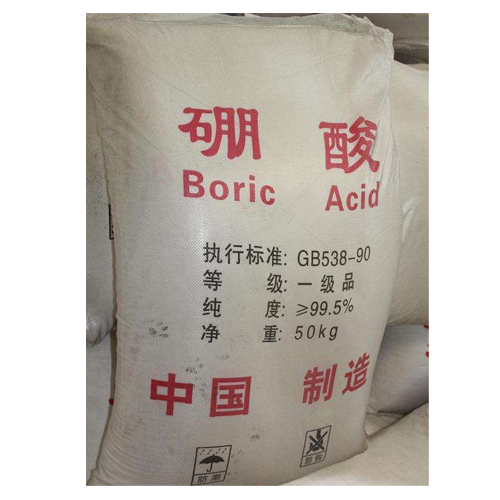 硼 酸
Boric Acid
执行标准: GB538-90
等 级: 一级品
纯 度: ≥99.5%
净 重: 50kg
中国 制造
防潮